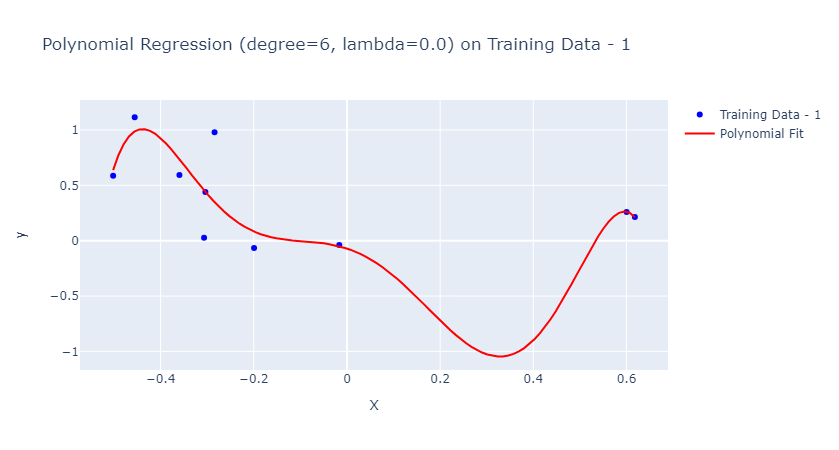 Polynomial Regression (degree=6, lambda=0.0) on Training Data - 1
Training Data - 1
Polynomial Fit
1
0.5
0
−0.5
−1
y
−0.4
−0.2
0
0.2
0.4
0.6
X